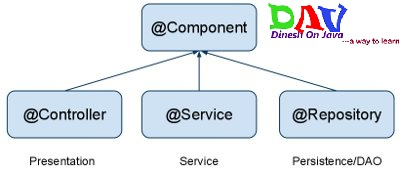 @Component
DAV
Dinesh On Java
...a way to learn
@Controller
@Service
@Repository
Presentation
Service
Persistence/DAO